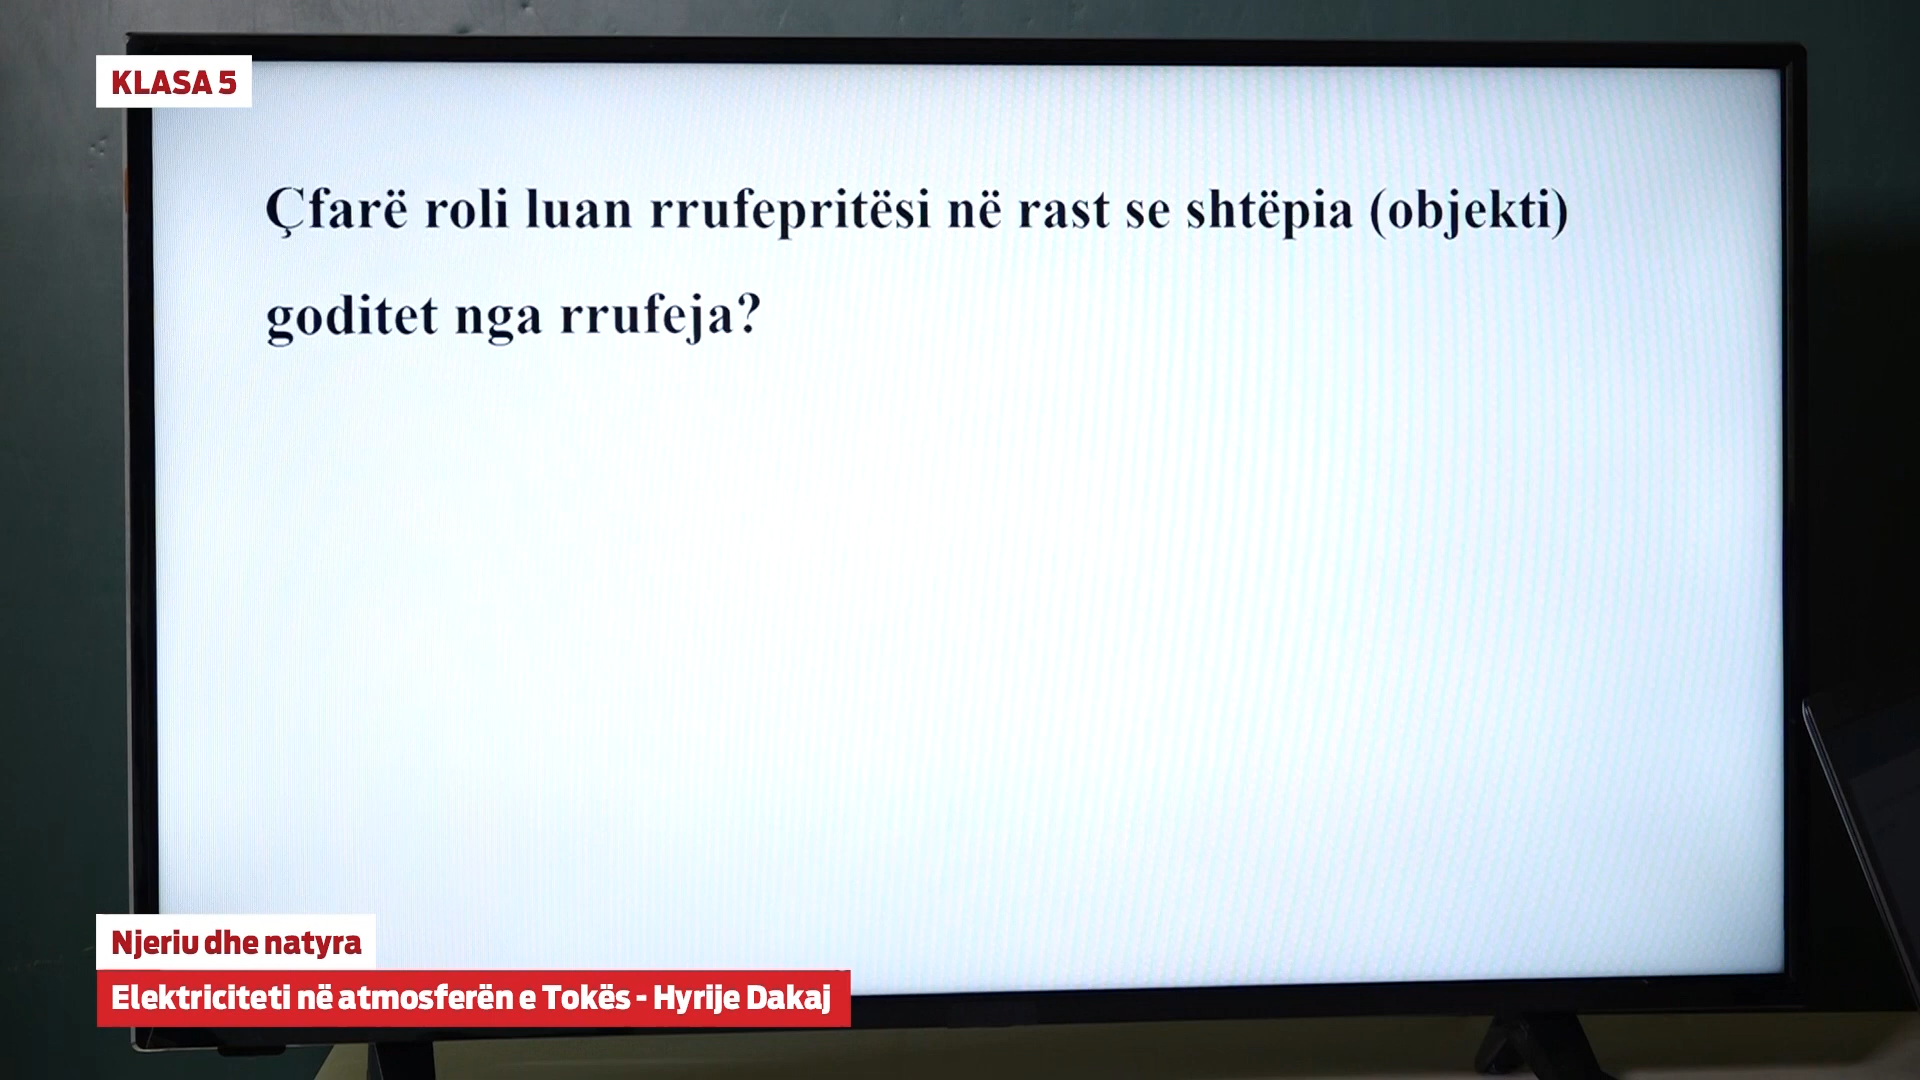 KLASA 5
Çfarë roli luan rrufepritësi në rast se shtëpia (objekti)
goditet nga rrufeja?
Njeriu dhe natyra
Elektriciteti në atmosferën e Tokës - Hyrije Dakaj